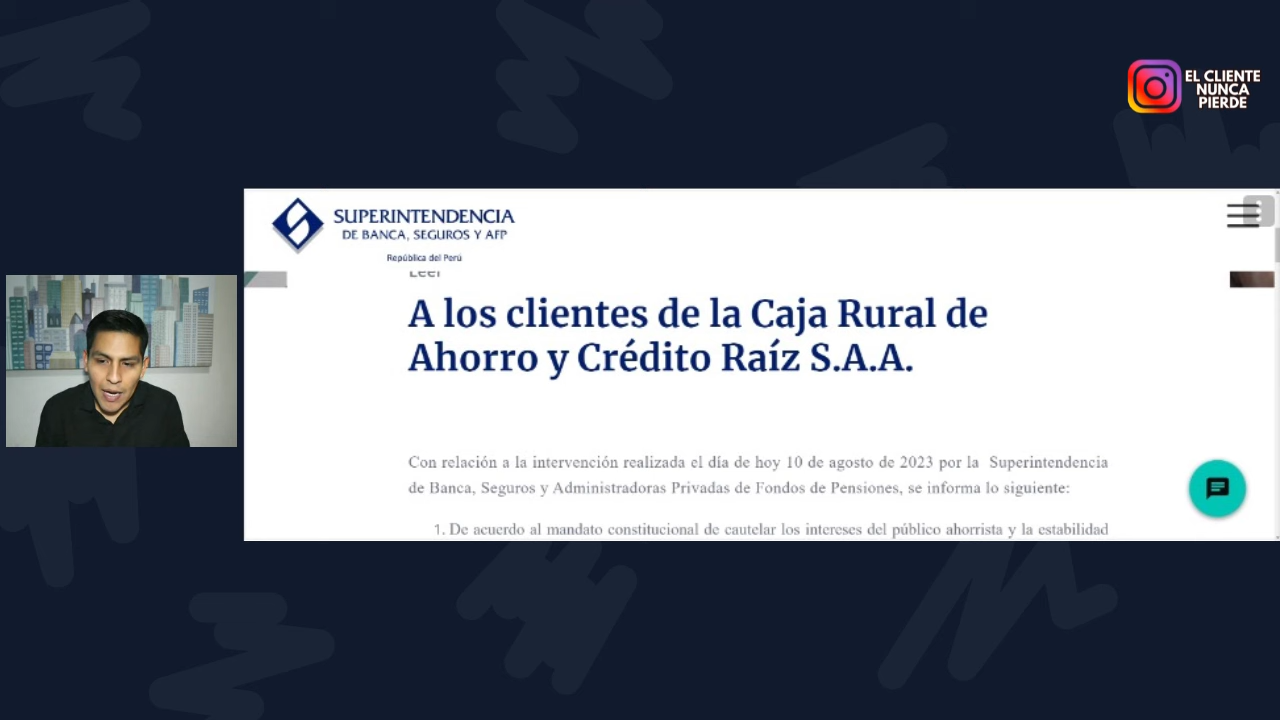 EL CLIENTE
NUNCA
PIERDE
SUPERINTENDENCIA
DE BANCA, SEGUROS Y AFP
República del Perú
Leer
A los clientes de la Caja Rural de
Ahorro y Crédito Raíz S.A.A.
Con relación a la intervención realizada el día de hoy 10 de agosto de 2023 por la Superintendencia
de Banca, Seguros y Administradoras Privadas de Fondos de Pensiones, se informa lo siguiente:
1. De acuerdo al mandato constitucional de cautelar los intereses del público ahorrista y la estabilidad